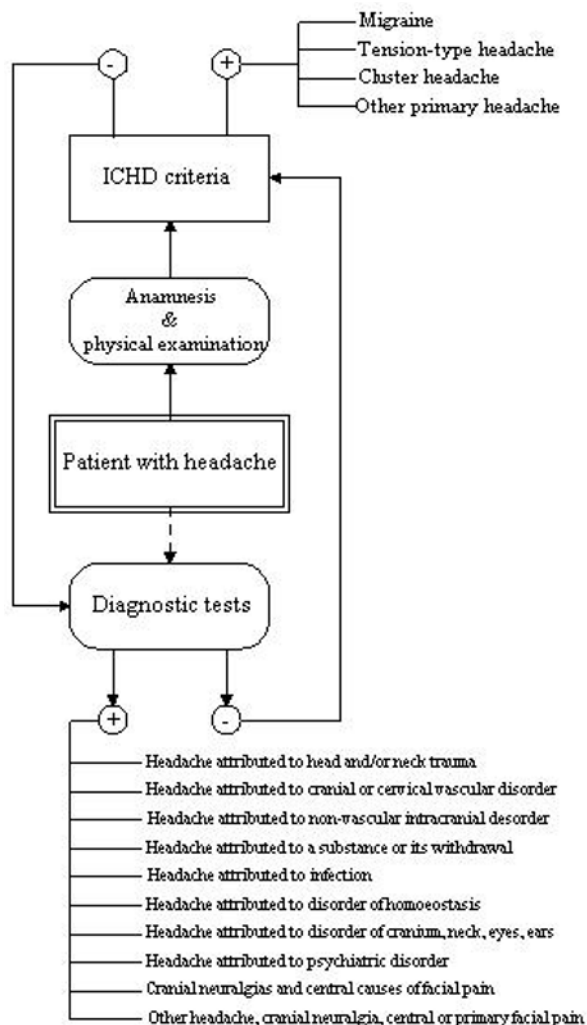 Migraine
- + Tension-type headache
Cluster headache
Other primary headache
ICHD criteria
Anamnesis
&
physical examination
Patient with headache
Diagnostic tests
+ -
Headache attributed to head and/or neck trauma
Headache attributed to cranial or cervical vascular disorder
Headache attributed to non-vascular intracranial desorder
Headache attributed to a substance or its withdrawal
Headache attributed to infection
Headache attributed to disorder of homoeostasis
Headache attributed to disorder of cranium, neck, eyes, ears
Headache attributed to psychiatric disorder
Cranial neuralgias and central causes of facial pain
Other headache, cranial neuralgia, central or primary facial pain